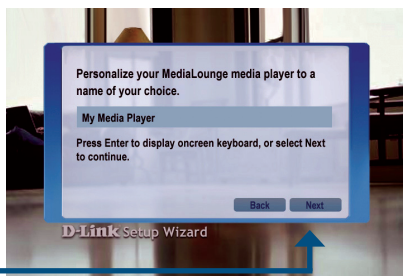 Personalize your MediaLounge media player to a
name of your choice.
My Media Player
Press Enter to display onscreen keyboard, or select Next
to continue.
Back Next
D-Link Setup Wizard